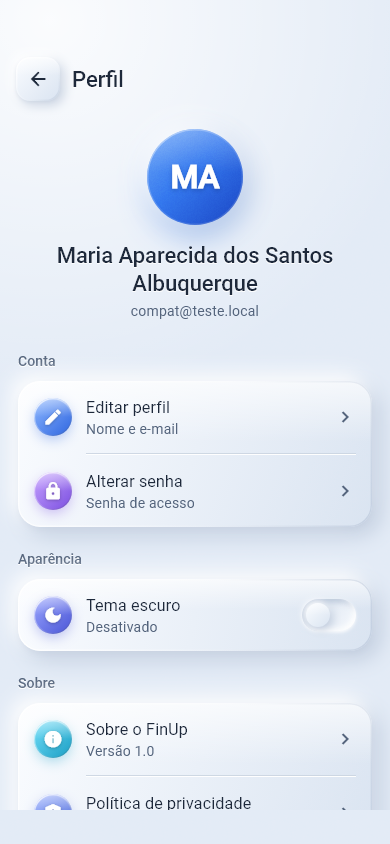 Perfil
MA
Maria Aparecida dos Santos
Albuquerque
compat@teste.local
Conta
Editar perfil
Nome e e-mail
Alterar senha
Senha de acesso
Aparência
Tema escuro
Desativado
Sobre
Sobre o FinUp
Versão 1.0
Política de privacidade